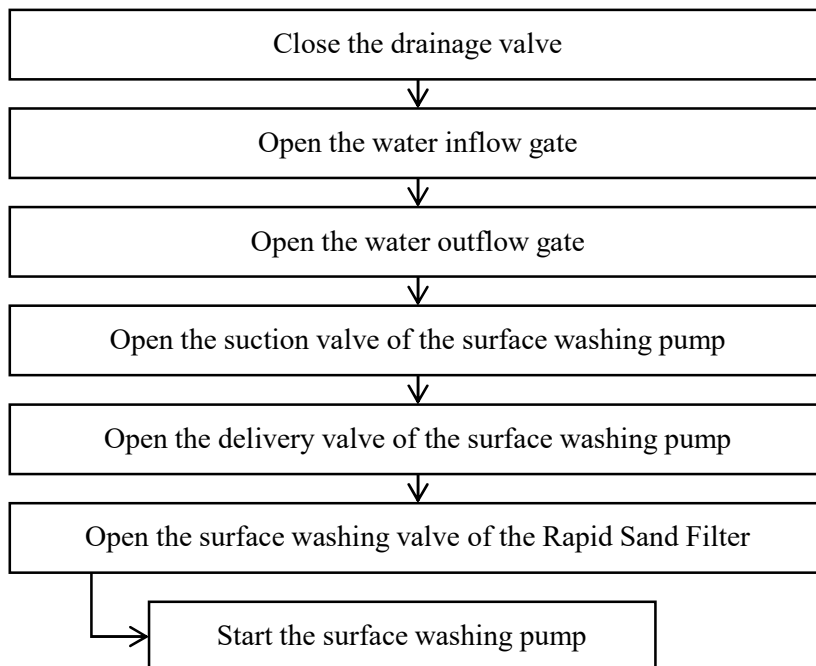 Close the drainage valve
Open the water inflow gate
Open the water outflow gate
Open the suction valve of the surface washing pump
Open the delivery valve of the surface washing pump
Open the surface washing valve of the Rapid Sand Filter
Start the surface washing pump